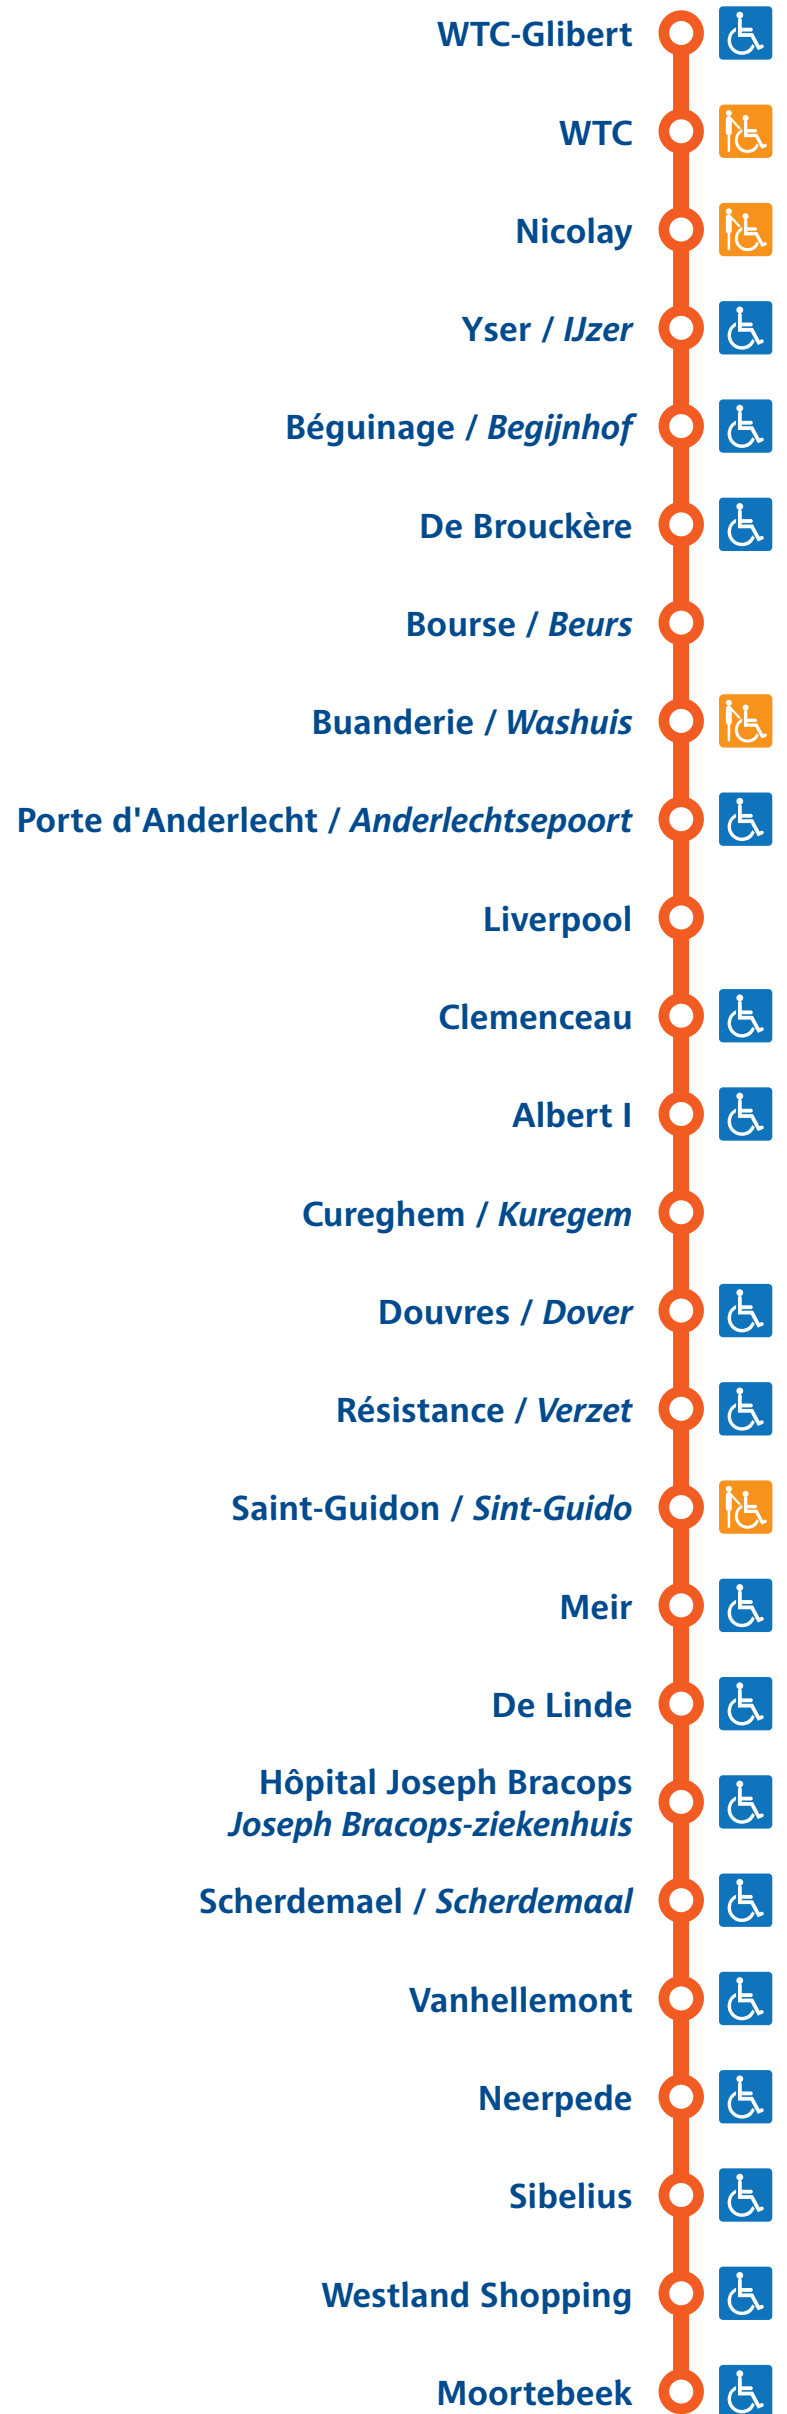 WTC-Glibert
WTC
Nicolay
Yser / IJzer
Béguinage / Begijnhof
De Brouckère
Bourse / Beurs
Buanderie / Washuis
Porte d'Anderlecht / Anderlechtsepoort
Liverpool
Clemenceau
Albert I
Cureghem / Kuregem
Douvres / Dover
Résistance / Verzet
Saint-Guidon / Sint-Guido
Meir
De Linde
Hôpital Joseph Bracops
Joseph Bracops-ziekenhuis
Scherdemael / Scherdemaal
Vanhellemont
Neerpede
Sibelius
Westland Shopping
Moortebeek